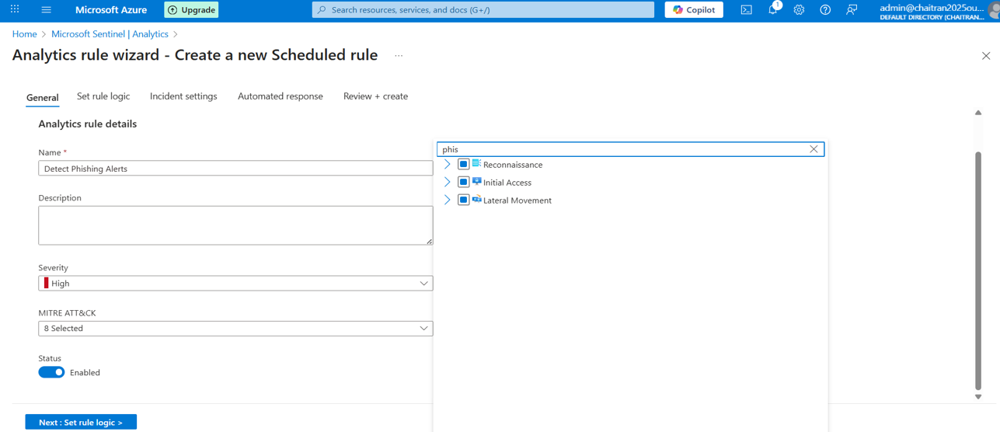 Microsoft Azure
Upgrade
Search resources, services, and docs (G+/)
Copilot
1
admin@chaitran2025ou...
DEFAULT DIRECTORY (CHAITRAN....
Home > Microsoft Sentinel | Analytics >
Analytics rule wizard - Create a new Scheduled rule ...
General
Set rule logic
Incident settings
Automated response
Review + create
Analytics rule details
Name *
Detect Phishing Alerts
Description
Severity
High
MITRE ATT&CK
8 Selected
Status
Enabled
phis
Reconnaissance
Initial Access
Lateral Movement
Next : Set rule logic >